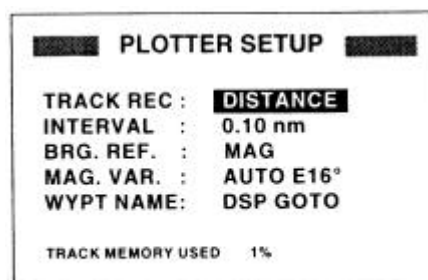 PLOTTER SETUP
TRACK REC : DISTANCE
INTERVAL : 0.10 nm
BRG. REF. : MAG
MAG. VAR. : AUTO E16°
WYPT NAME: DSP GOTO
TRACK MEMORY USED 1%